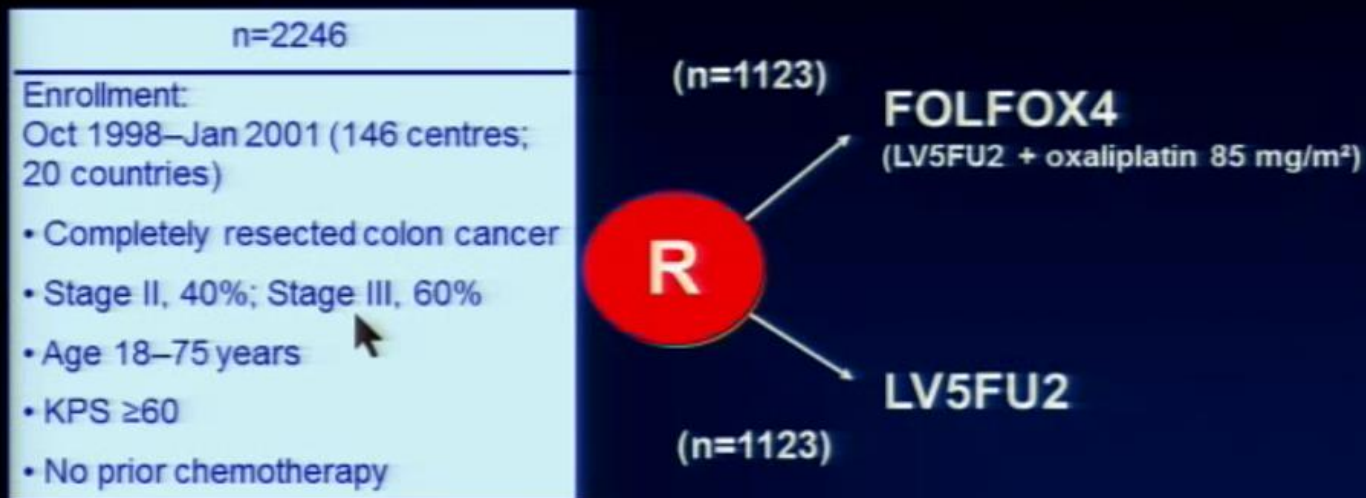 n=2246
Enrollment:
Oct 1998–Jan 2001 (146 centres;
20 countries)
• Completely resected colon cancer
• Stage II, 40%; Stage III, 60%
• Age 18–75 years
• KPS ≥60
• No prior chemotherapy
R
(n=1123)
FOLFOX4
(LV5FU2 + oxaliplatin 85 mg/m²)
LV5FU2
(n=1123)